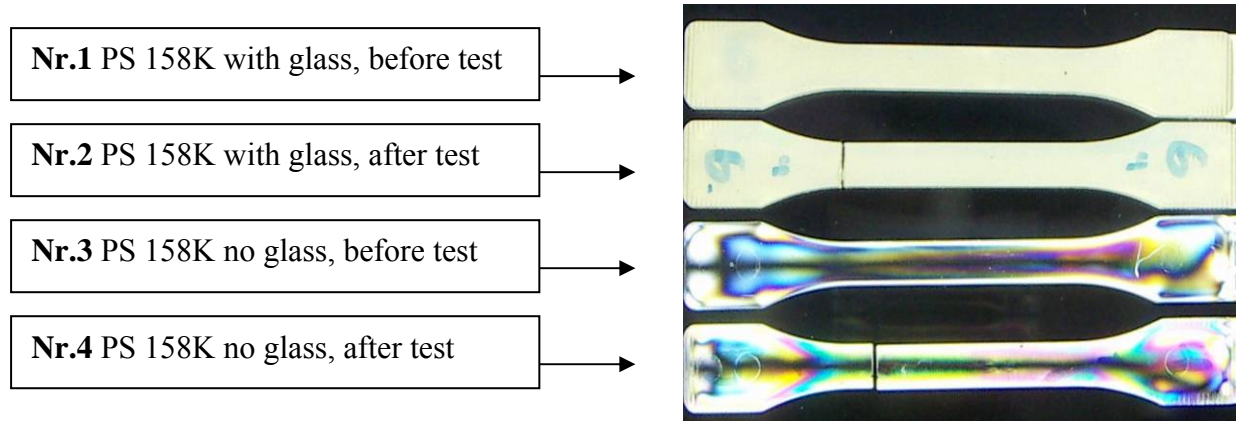 Nr.1 PS 158K with glass, before test
Nr.2 PS 158K with glass, after test
Nr.3 PS 158K no glass, before test
Nr.4 PS 158K no glass, after test